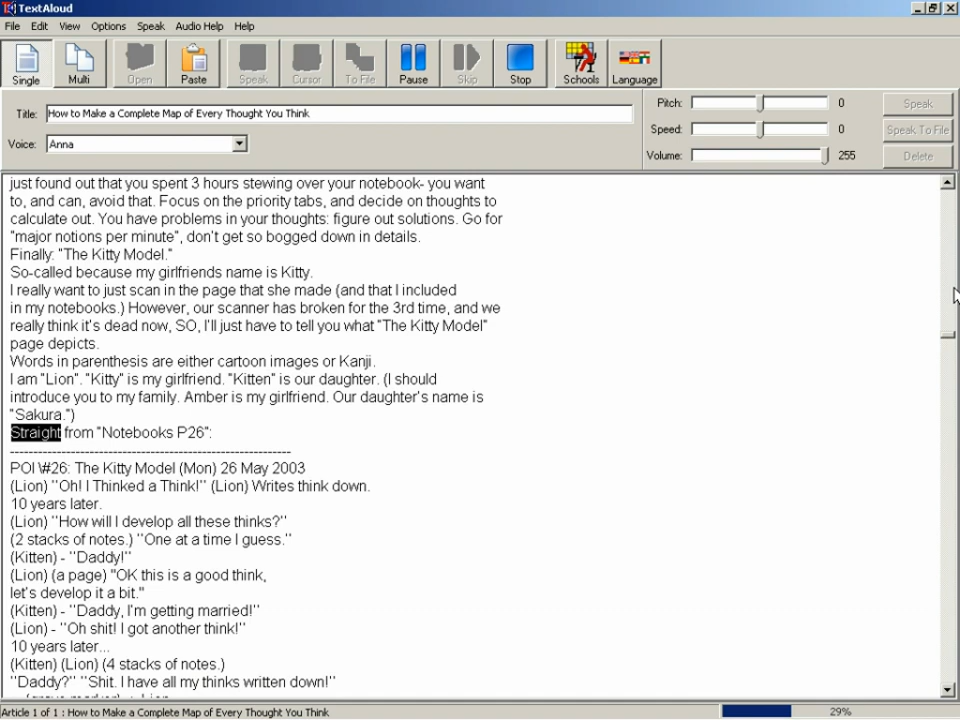 TextAloud
File Edit View Options Speak Audio Help Help
Single Multi Open Paste Speak Cursor To File Pause Skip Stop Schools Language
Title: How to Make a Complete Map of Every Thought You Think
Voice: Anna
Pitch: 0 Speak
Speed: 0 Speak To File
Volume: 255 Delete
just found out that you spent 3 hours stewing over your notebook- you want
to, and can, avoid that. Focus on the priority tabs, and decide on thoughts to
calculate out. You have problems in your thoughts: figure out solutions. Go for
"major notions per minute", don't get so bogged down in details.
Finally: "The Kitty Model."
So-called because my girlfriends name is Kitty.
I really want to just scan in the page that she made (and that I included
in my notebooks.) However, our scanner has broken for the 3rd time, and we
really think it's dead now, SO, I'll just have to tell you what "The Kitty Model"
page depicts.
Words in parenthesis are either cartoon images or Kanji.
I am "Lion". "Kitty" is my girlfriend. "Kitten" is our daughter. (I should
introduce you to my family. Amber is my girlfriend. Our daughter's name is
"Sakura.")
Straight from "Notebooks P26":
------------------------------------------------------------
POI \#26: The Kitty Model (Mon) 26 May 2003
(Lion) ''Oh! I Thinked a Think!'' (Lion) Writes think down.
10 years later.
(Lion) ''How will I develop all these thinks?''
(2 stacks of notes.) ''One at a time I guess.''
(Kitten) - ''Daddy!''
(Lion) (a page) "OK this is a good think,
let's develop it a bit."
(Kitten) - ''Daddy, I'm getting married!''
(Lion) - ''Oh shit! I got another think!''
10 years later...
(Kitten) (Lion) (4 stacks of notes.)
''Daddy?'' ''Shit. I have all my thinks written down!''
Article 1 of 1 : How to Make a Complete Map of Every Thought You Think 29%